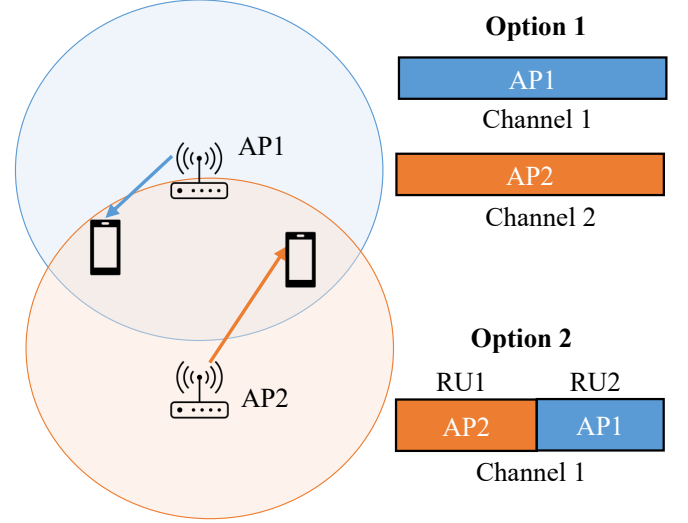 Option 1
AP1
Channel 1
AP1
AP2
Channel 2
Option 2
RU1 RU2
AP2
AP2 AP1
Channel 1